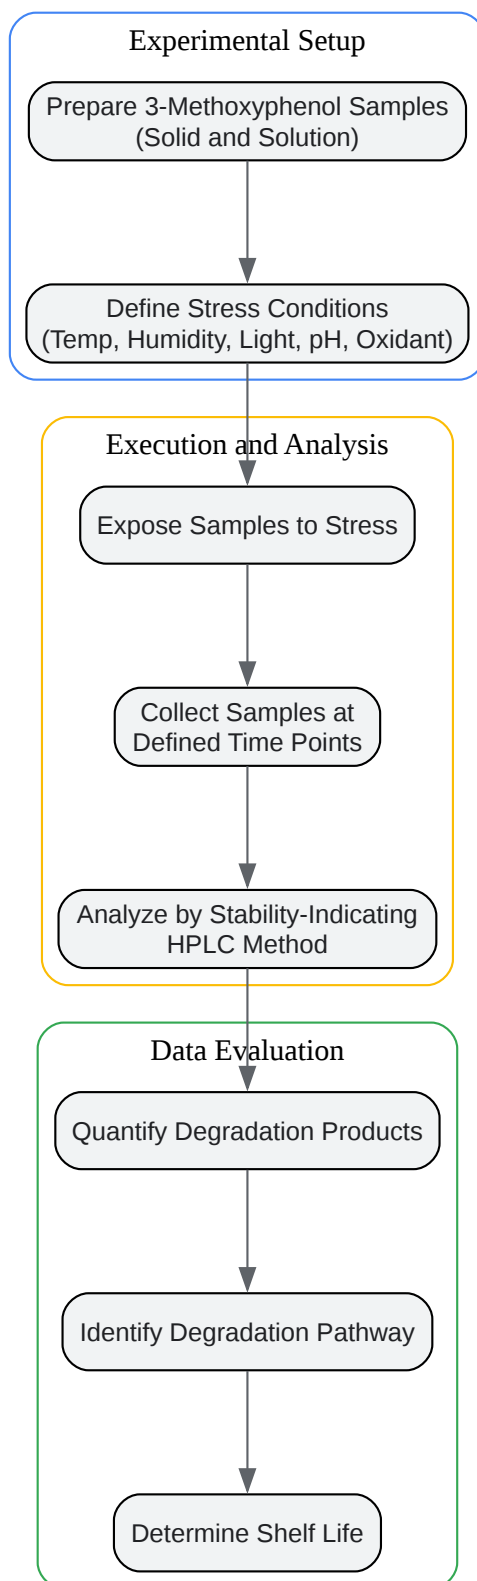 Experimental Setup
Prepare 3-Methoxyphenol Samples
(Solid and Solution)
Define Stress Conditions
(Temp, Humidity, Light, pH, Oxidant)
Execution and Analysis
Expose Samples to Stress
Collect Samples at
Defined Time Points
Analyze by Stability-Indicating
HPLC Method
Data Evaluation
Quantify Degradation Products
Identify Degradation Pathway
Determine Shelf Life